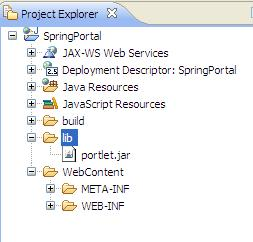 Project Explorer
SpringPortal
JAX-WS Web Services
Deployment Descriptor: SpringPortal
Java Resources
JavaScript Resources
build
lib
portlet.jar
WebContent
META-INF
WEB-INF